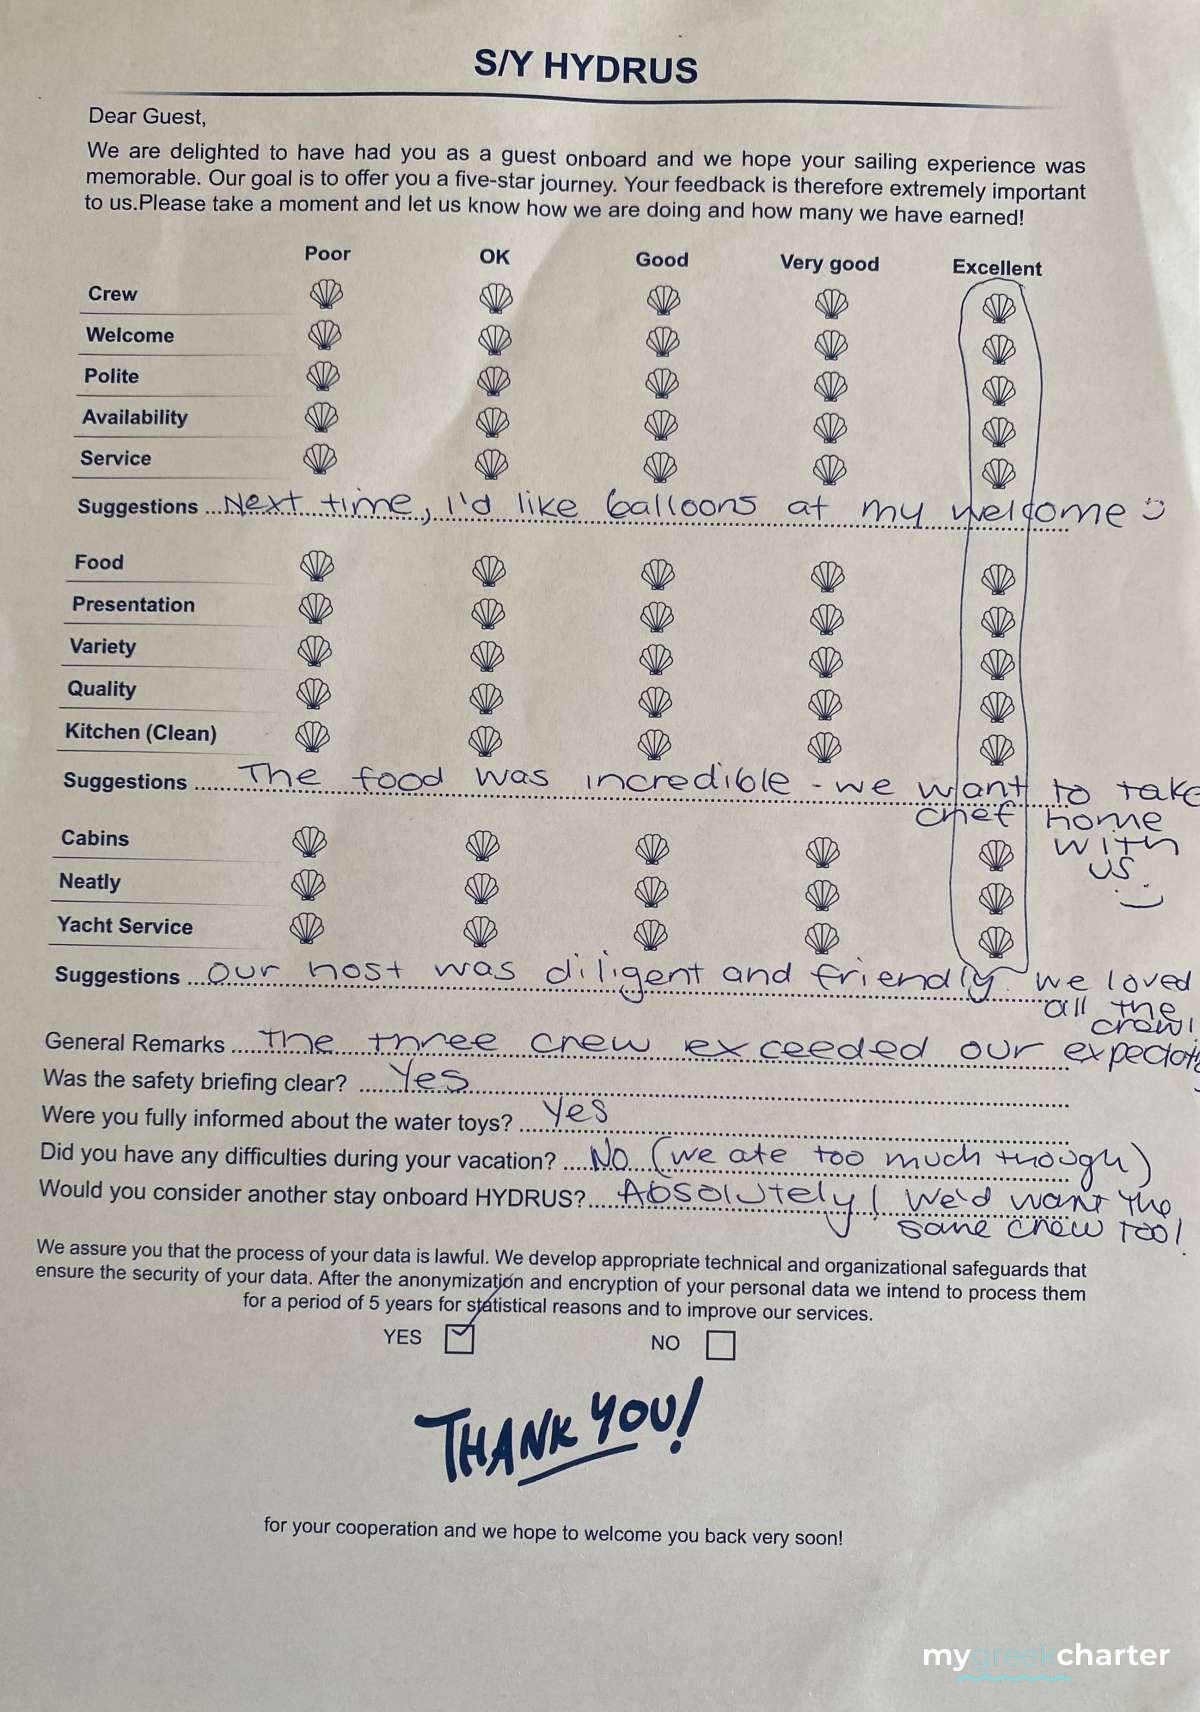 S/Y HYDRUS
Dear Guest,
We are delighted to have had you as a guest onboard and we hope your sailing experience was
memorable. Our goal is to offer you a five-star journey. Your feedback is therefore extremely important
to us.Please take a moment and let us know how we are doing and how many we have earned!
Poor OK Good Very good Excellent
Crew
Welcome
Polite
Availability
Service
Suggestions Next time, I'd like balloons at my welcome
Food
Presentation
Variety
Quality
Kitchen (Clean)
Suggestions The food was incredible - we want to take
chef home
with
us
Cabins
Neatly
Yacht Service
Suggestions Our host was diligent and friendly. We loved
all the
crew!
General Remarks The three crew exceeded our
Was the safety briefing clear? Yes
Were you fully informed about the water toys? Yes
Did you have any difficulties during your vacation? No (we ate too much though)
Would you consider another stay onboard HYDRUS? Absolutely! We'd want the
same crew too!
We assure you that the process of your data is lawful. We develop appropriate technical and organizational safeguards that
ensure the security of your data. After the anonymization and encryption of your personal data we intend to process them
for a period of 5 years for statistical reasons and to improve our services.
YES NO
THANK YOU!
for your cooperation and we hope to welcome you back very soon!
mygreekcharter